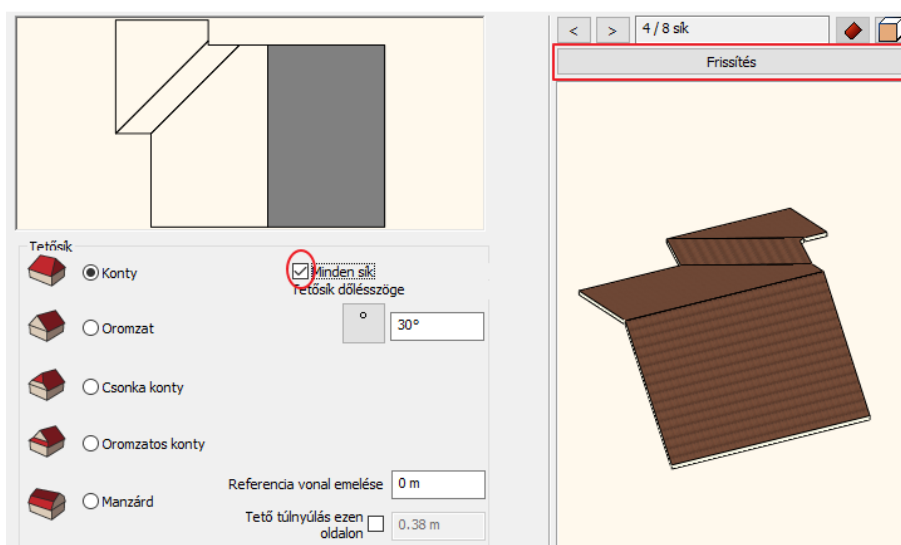 < > 4 / 8 sík
Frissítés
Tetősík
Konty
Minden sík
Tetősík dőlésszöge
Oromzat
° 30°
Csonka konty
Oromzatos konty
Referencia vonal emelése 0 m
Manzárd
Tető túlnyúlás ezen
oldalon 0.38 m